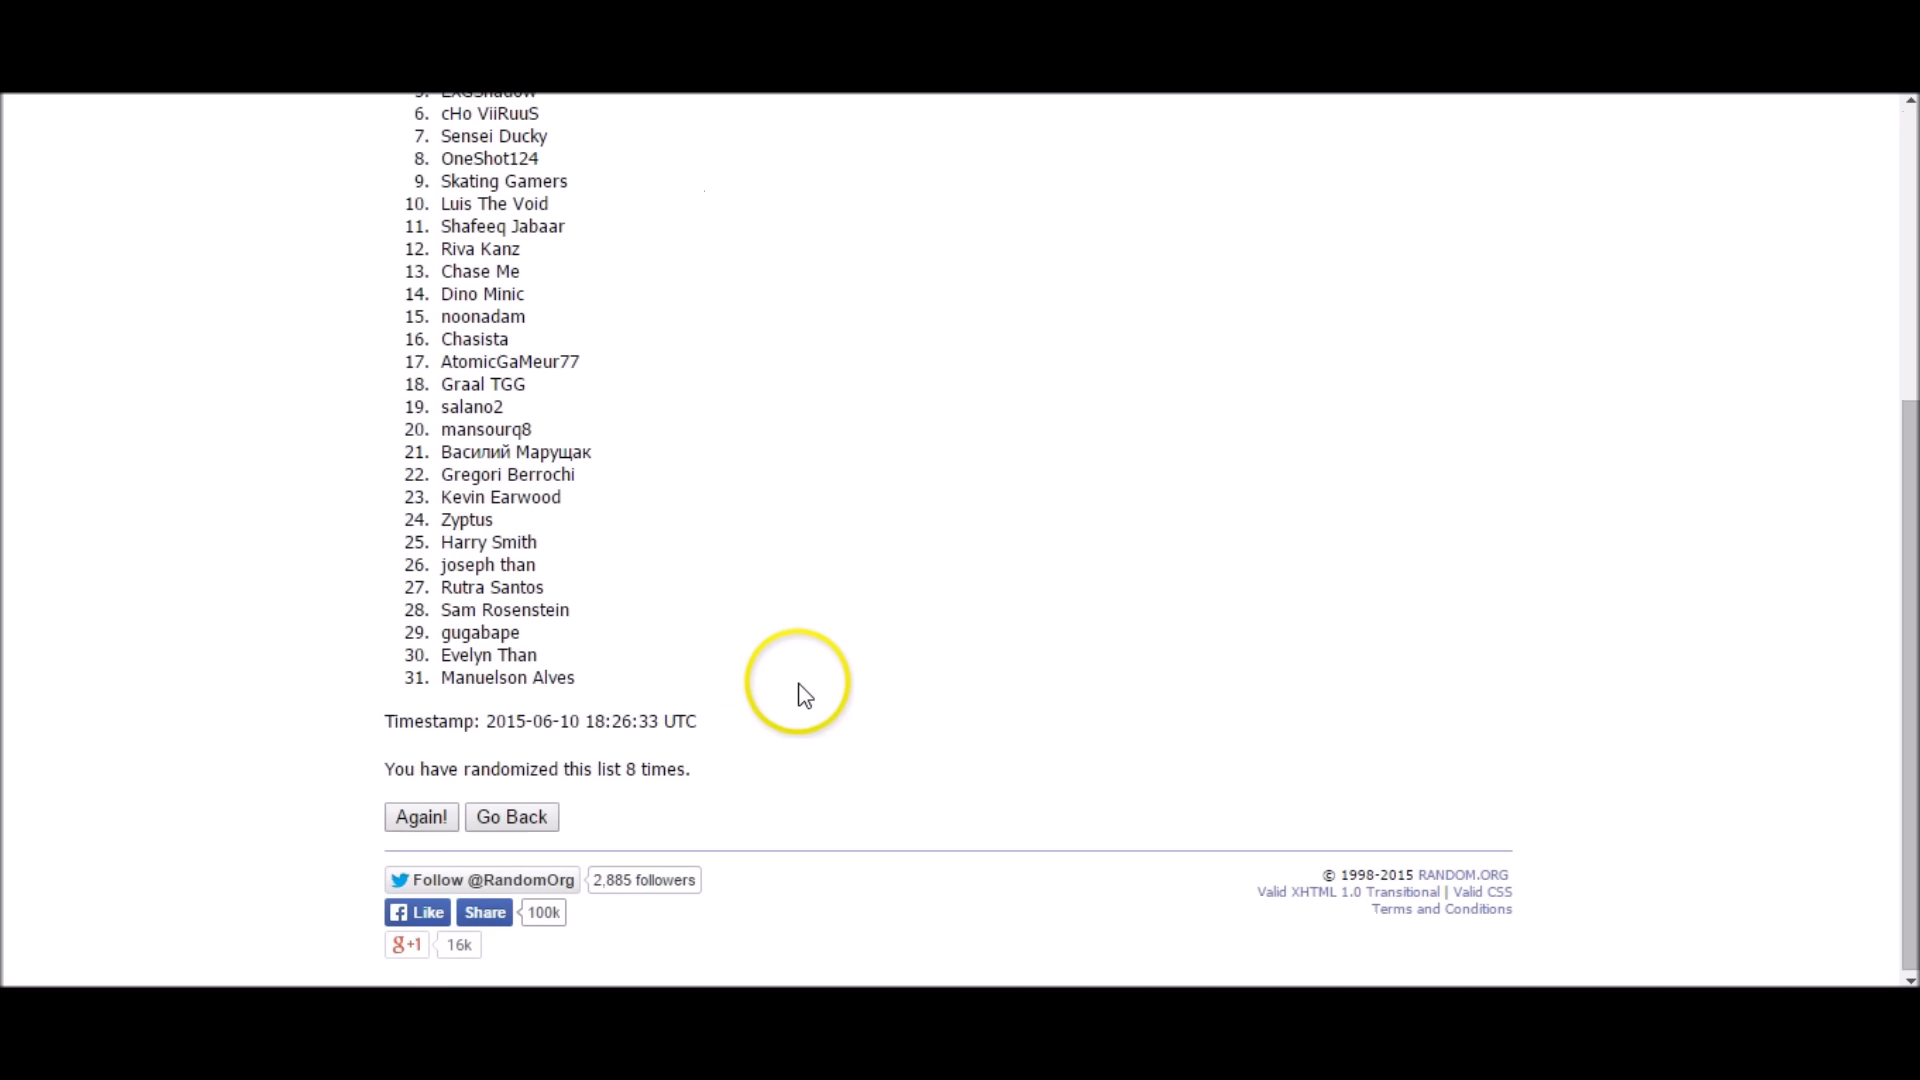 6. cHo ViiRuuS
7. Sensei Ducky
8. OneShot124
9. Skating Gamers
10. Luis The Void
11. Shafeeq Jabaar
12. Riva Kanz
13. Chase Me
14. Dino Minic
15. noonadam
16. Chasista
17. AtomicGaMeur77
18. Graal TGG
19. salano2
20. mansourq8
21. Василий Марущак
22. Gregori Berrochi
23. Kevin Earwood
24. Zyptus
25. Harry Smith
26. joseph than
27. Rutra Santos
28. Sam Rosenstein
29. gugabape
30. Evelyn Than
31. Manuelson Alves
Timestamp: 2015-06-10 18:26:33 UTC
You have randomized this list 8 times.
Again! Go Back
Follow @RandomOrg 2,885 followers
Like Share 100k
g+1 16k
© 1998-2015 RANDOM.ORG
Valid XHTML 1.0 Transitional | Valid CSS
Terms and Conditions